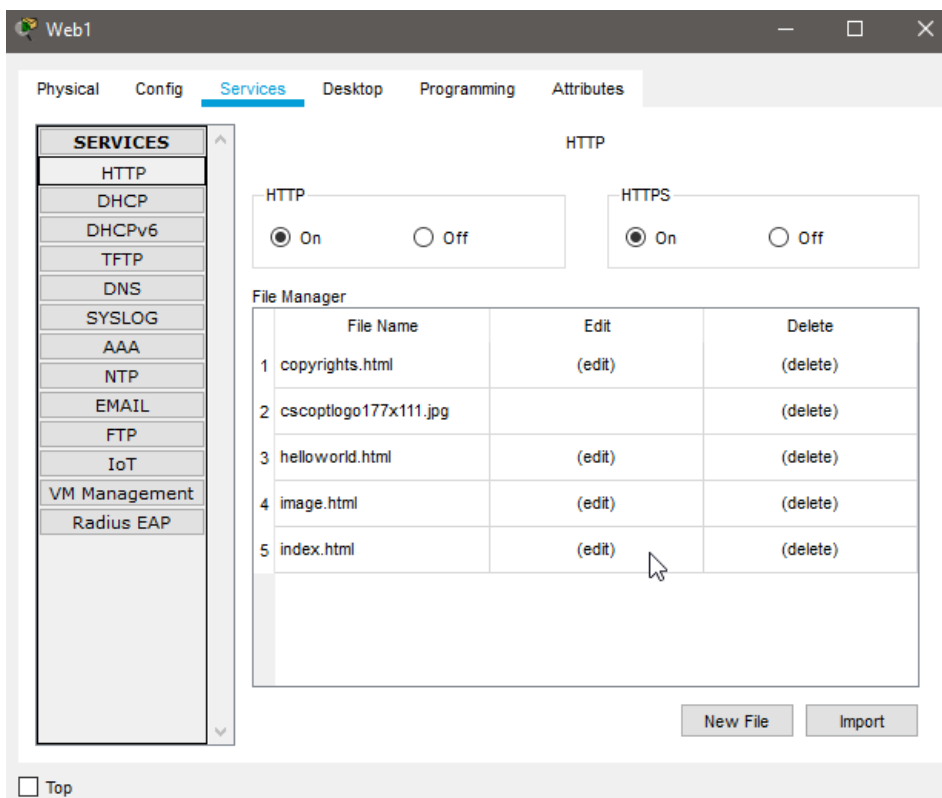 Web1
Physical Config Services Desktop Programming Attributes
SERVICES
HTTP
DHCP
DHCPv6
TFTP
DNS
SYSLOG
AAA
NTP
EMAIL
FTP
IoT
VM Management
Radius EAP
HTTP
HTTP
On Off
HTTPS
On Off
File Manager
File Name Edit Delete
1 copyrights.html (edit) (delete)
2 cscoptlogo177x111.jpg (delete)
3 helloworld.html (edit) (delete)
4 image.html (edit) (delete)
5 index.html (edit) (delete)
New File Import
Top